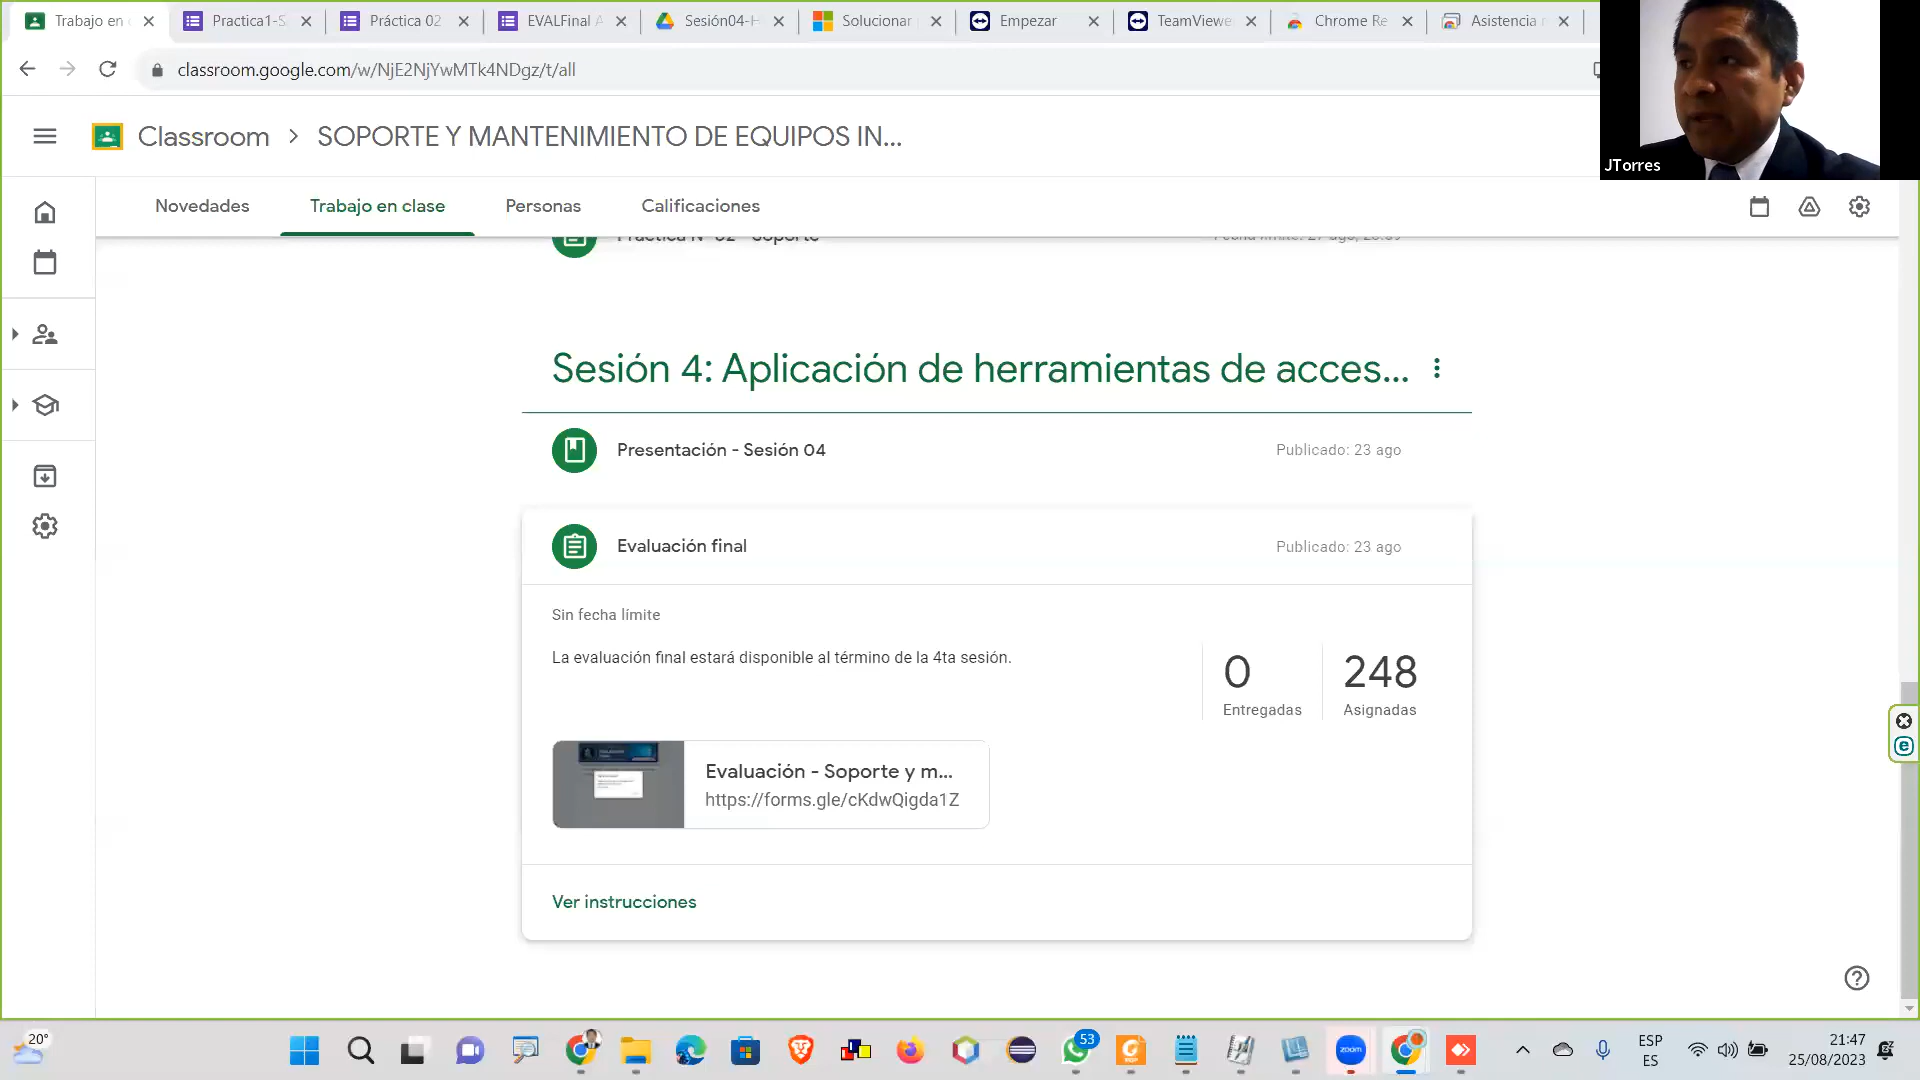 Trabajo en
Practica1-S
Práctica 02
EVALFinal A
Sesión04-H
Solucionar
Empezar
TeamViewe
Chrome Re
Asistencia
classroom.google.com/w/NjE2NjYwMTk4NDgz/t/all
JTorres
Classroom > SOPORTE Y MANTENIMIENTO DE EQUIPOS IN...
Novedades
Trabajo en clase
Personas
Calificaciones
Práctica N° 02 - Soporte
Sesión 4: Aplicación de herramientas de acces...
Presentación - Sesión 04
Publicado: 23 ago
Evaluación final
Publicado: 23 ago
Sin fecha límite
La evaluación final estará disponible al término de la 4ta sesión.
0
Entregadas
248
Asignadas
Evaluación - Soporte y m...
https://forms.gle/cKdwQigda1Z
Ver instrucciones
20°
53
zoom
ESP
ES
21:47
25/08/2023